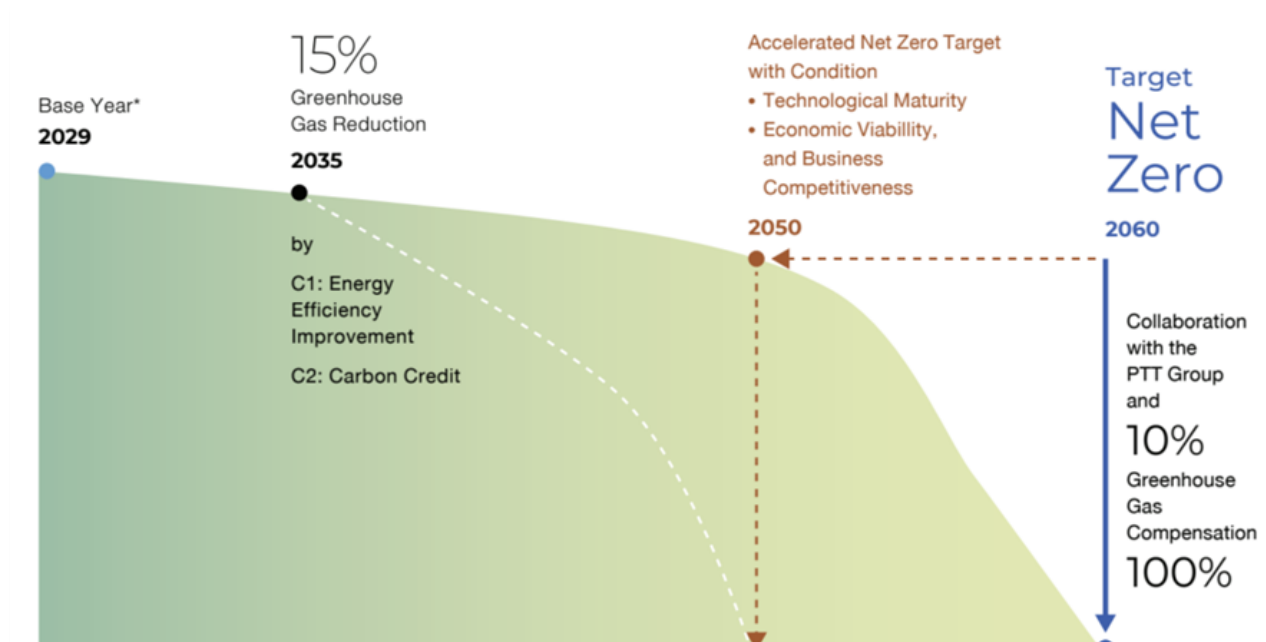 Base Year*
2029
15%
Greenhouse
Gas Reduction
2035
by
C1: Energy
Efficiency
Improvement
C2: Carbon Credit
Accelerated Net Zero Target
with Condition
• Technological Maturity
• Economic Viabillity,
and Business
Competitiveness
2050
Target
Net
Zero
2060
Collaboration
with the
PTT Group
and
10%
Greenhouse
Gas
Compensation
100%